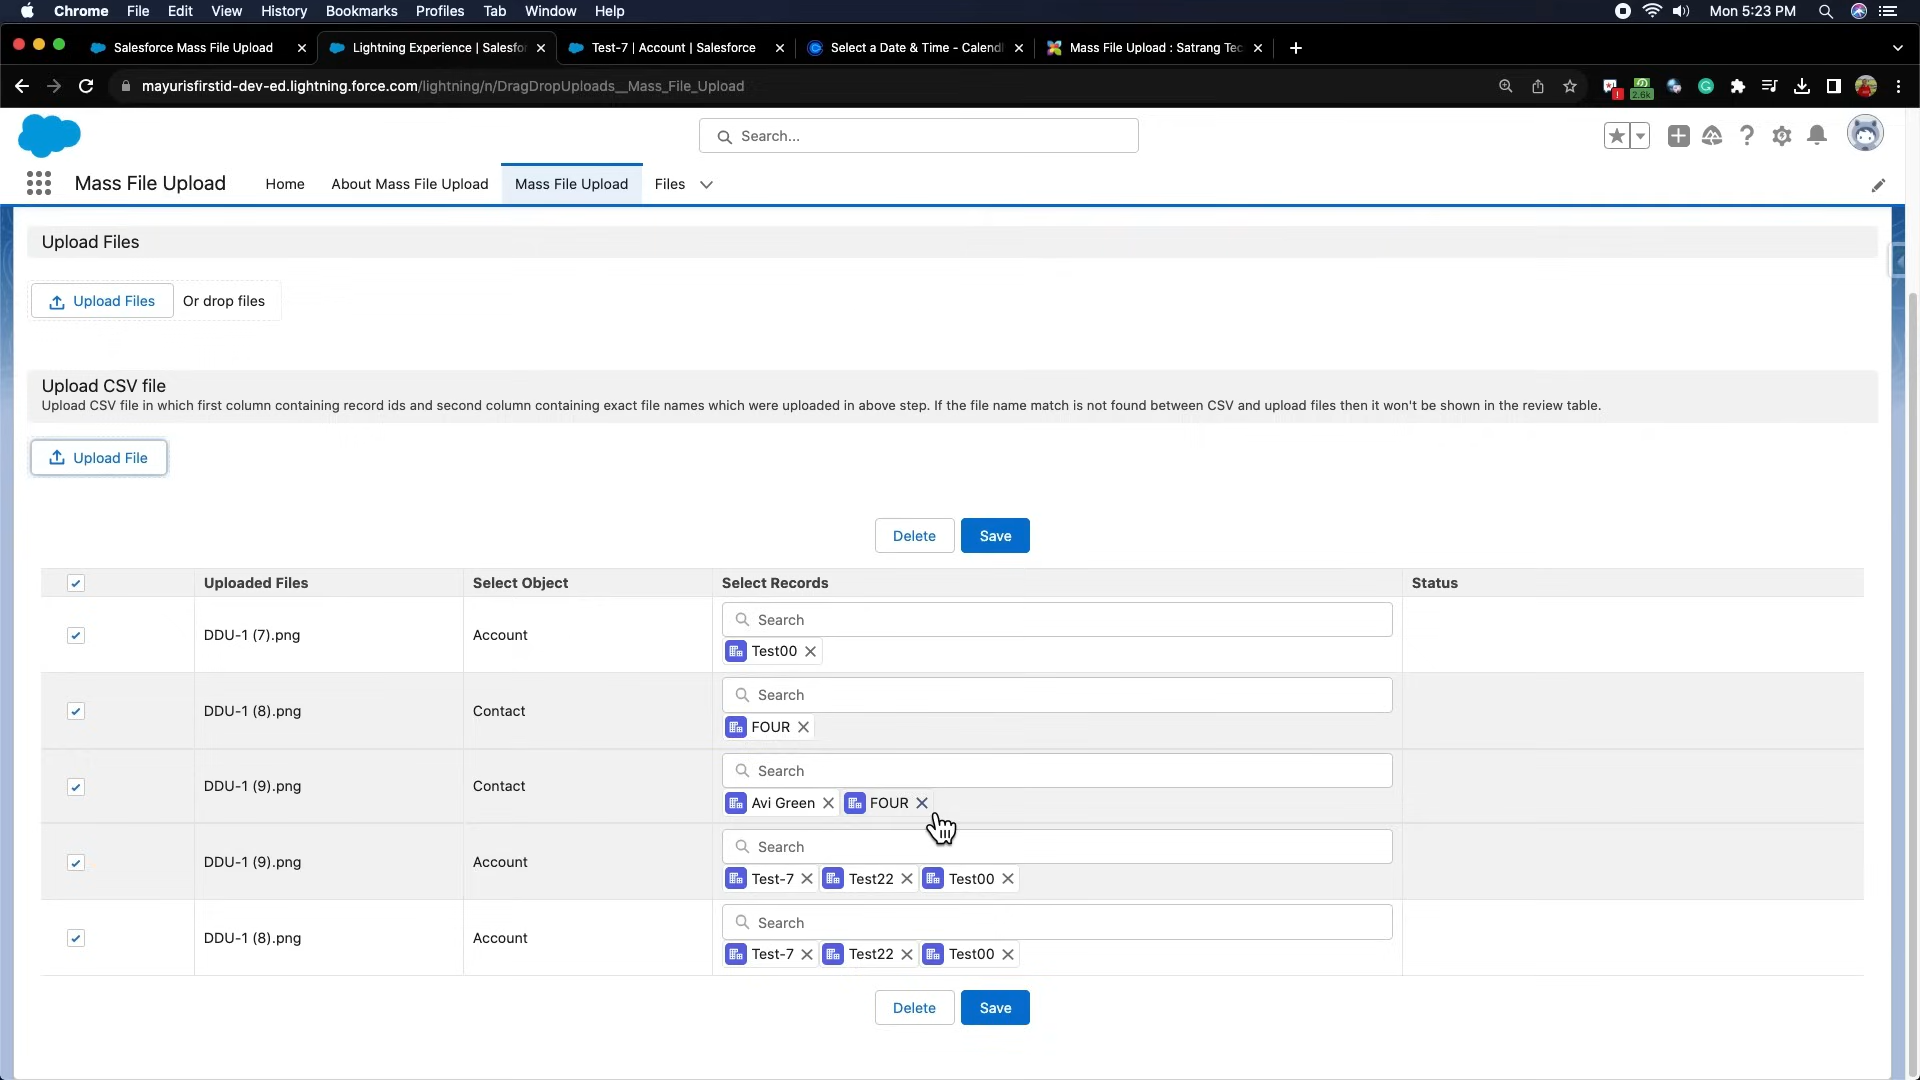 Chrome File Edit View History Bookmarks Profiles Tab Window Help Mon 5:23 PM
Salesforce Mass File Upload Lightning Experience | Salesfor Test-7 | Account | Salesforce Select a Date & Time - Calendl Mass File Upload : Satrang Tec
mayurisfirstid-dev-ed.lightning.force.com/lightning/n/DragDropUploads__Mass_File_Upload 2.6k
Search...
Mass File Upload Home About Mass File Upload Mass File Upload Files
Upload Files
Upload Files Or drop files
Upload CSV file
Upload CSV file in which first column containing record ids and second column containing exact file names which were uploaded in above step. If the file name match is not found between CSV and upload files then it won't be shown in the review table.
Upload File
Delete Save
Uploaded Files Select Object Select Records Status
Search
DDU-1 (7).png Account
Test00
Search
DDU-1 (8).png Contact
FOUR
Search
DDU-1 (9).png Contact
Avi Green FOUR
Search
DDU-1 (9).png Account
Test-7 Test22 Test00
Search
DDU-1 (8).png Account
Test-7 Test22 Test00
Delete Save